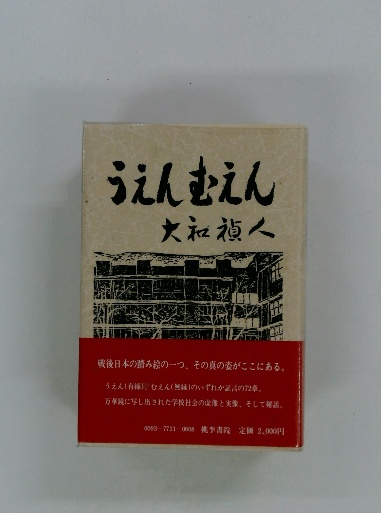 うえんむえん
大和禎人
戦後日本の踏み絵の一つ、その真の姿がここにある。
うえん(有縁)、むえん(無縁)のいずれか証言の72章。
万華鏡に写し出された学校社会の虚像と実像、そして秘話。
0093-7721-0608 桃李書院 定価 2,000円